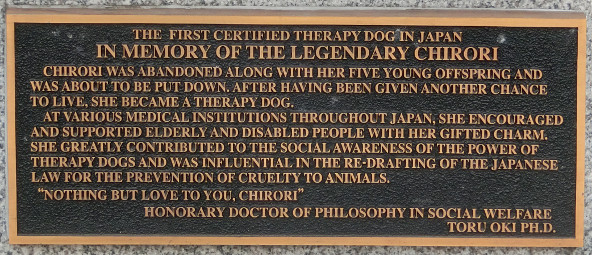 THE FIRST CERTIFIED THERAPY DOG IN JAPAN
IN MEMORY OF THE LEGENDARY CHIRORI
CHIRORI WAS ABANDONED ALONG WITH HER FIVE YOUNG OFFSPRING AND
WAS ABOUT TO BE PUT DOWN. AFTER HAVING BEEN GIVEN ANOTHER CHANCE
TO LIVE, SHE BECAME A THERAPY DOG.
AT VARIOUS MEDICAL INSTITUTIONS THROUGHOUT JAPAN, SHE ENCOURAGED
AND SUPPORTED ELDERLY AND DISABLED PEOPLE WITH HER GIFTED CHARM.
SHE GREATLY CONTRIBUTED TO THE SOCIAL AWARENESS OF THE POWER OF
THERAPY DOGS AND WAS INFLUENTIAL IN THE RE-DRAFTING OF THE JAPANESE
LAW FOR THE PREVENTION OF CRUELTY TO ANIMALS.
"NOTHING BUT LOVE TO YOU, CHIRORI"
HONORARY DOCTOR OF PHILOSOPHY IN SOCIAL WELFARE
TORU OKI PH.D.